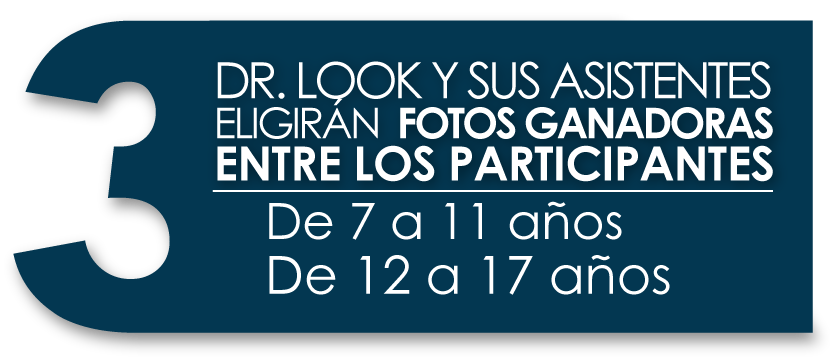 3
DR. LOOK Y SUS ASISTENTES
ELIGIRÁN FOTOS GANADORAS
ENTRE LOS PARTICIPANTES
De 7 a 11 años
De 12 a 17 años